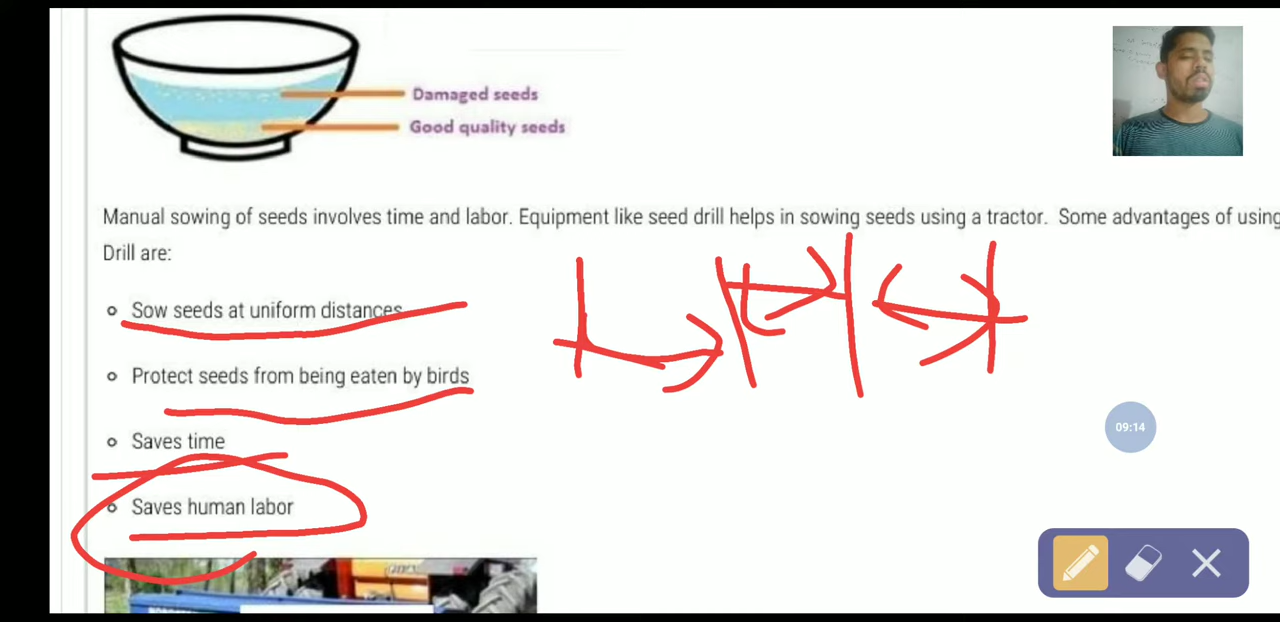 Damaged seeds
Good quality seeds
Manual sowing of seeds involves time and labor. Equipment like seed drill helps in sowing seeds using a tractor. Some advantages of using
Drill are:
Sow seeds at uniform distances
Protect seeds from being eaten by birds
Saves time
Saves human labor
09:14